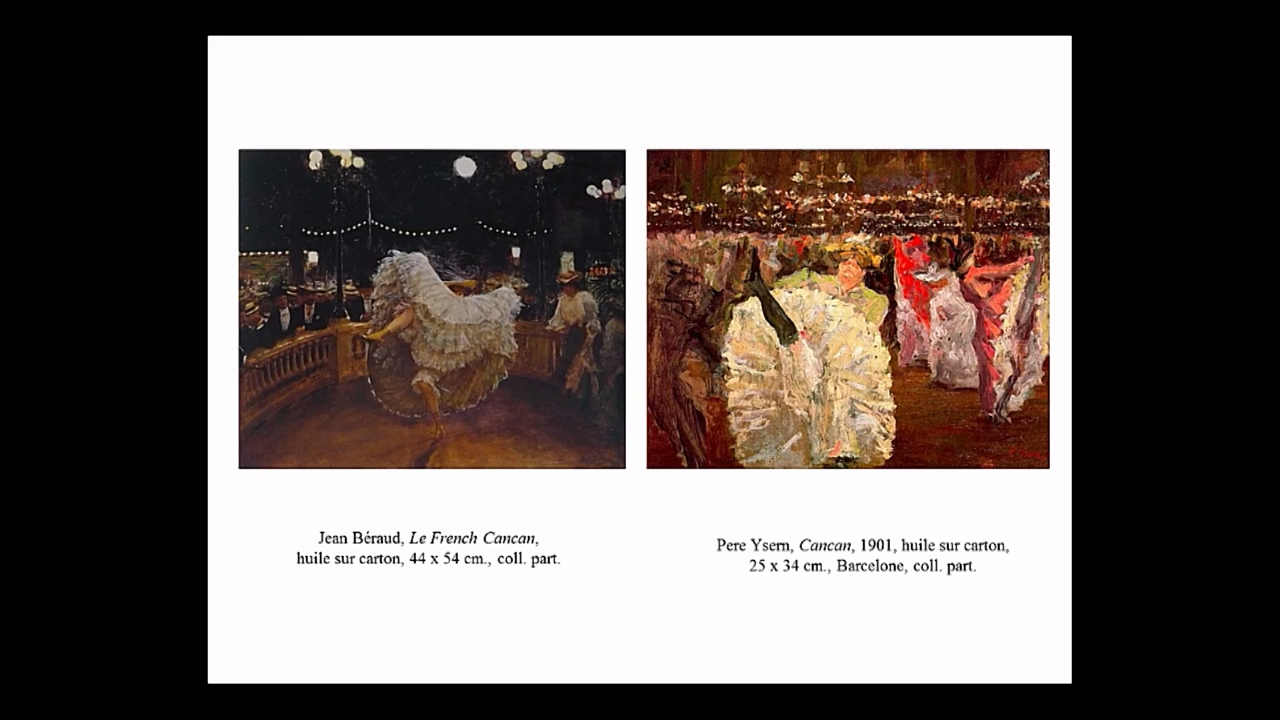 Jean Béraud, Le French Cancan,
huile sur carton, 44 x 54 cm., coll. part.
Pere Ysern, Cancan, 1901, huile sur carton,
25 x 34 cm., Barcelone, coll. part.